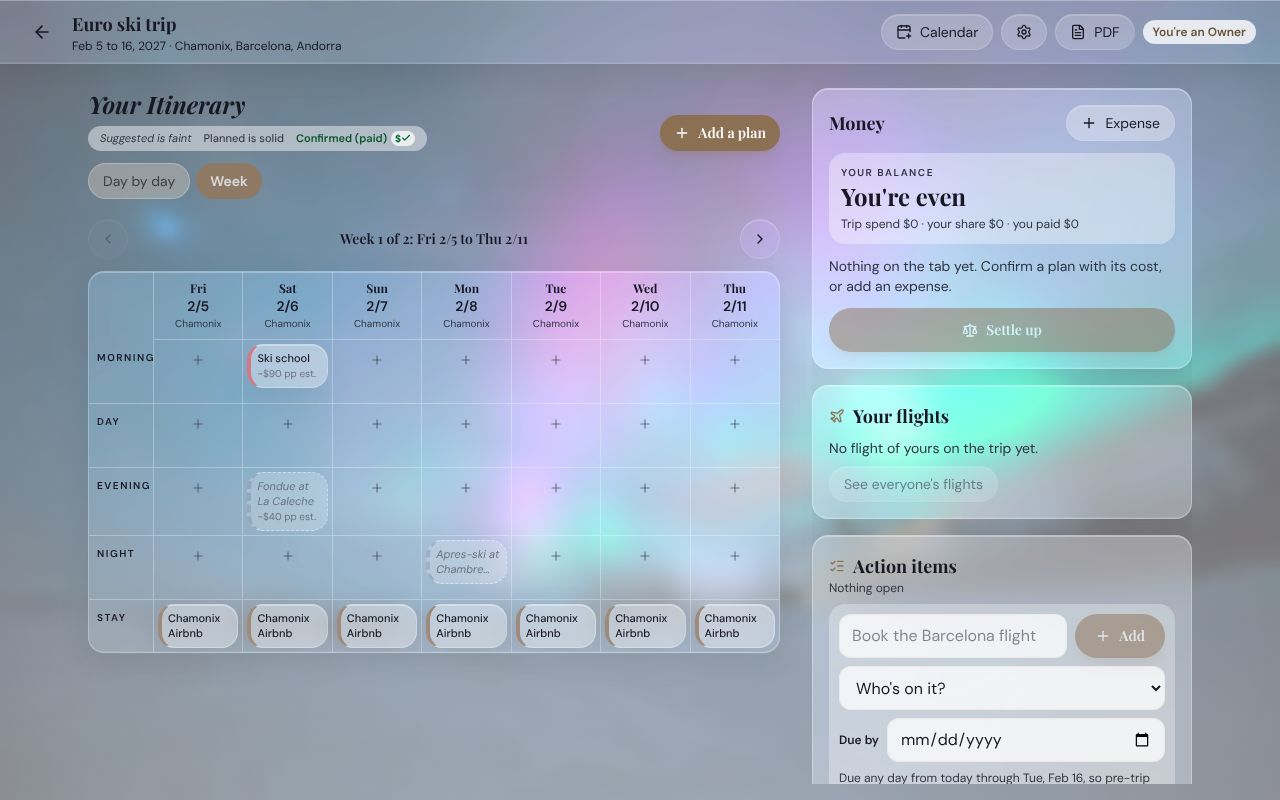 Euro ski trip
Feb 5 to 16, 2027 · Chamonix, Barcelona, Andorra
Calendar
PDF
You're an Owner
Your Itinerary
Suggested is faint Planned is solid Confirmed (paid) $✓
+ Add a plan
Day by day
Week
Week 1 of 2: Fri 2/5 to Thu 2/11
Fri Sat Sun Mon Tue Wed Thu
2/5 2/6 2/7 2/8 2/9 2/10 2/11
Chamonix Chamonix Chamonix Chamonix Chamonix Chamonix Chamonix
MORNING
+ + + + + +
Ski school
~$90 pp est.
DAY
+ + + + + + +
EVENING
+ + + + + +
Fondue at
La Caleche
~$40 pp est.
NIGHT
+ + + + + +
Apres-ski at
Chambre...
STAY
Chamonix Chamonix Chamonix Chamonix Chamonix Chamonix Chamonix
Airbnb Airbnb Airbnb Airbnb Airbnb Airbnb Airbnb
Money
+ Expense
YOUR BALANCE
You're even
Trip spend $0 · your share $0 · you paid $0
Nothing on the tab yet. Confirm a plan with its cost,
or add an expense.
Settle up
Your flights
No flight of yours on the trip yet.
See everyone's flights
Action items
Nothing open
Book the Barcelona flight
+ Add
Who's on it?
Due by
mm/dd/yyyy
Due any day from today through Tue, Feb 16, so pre-trip